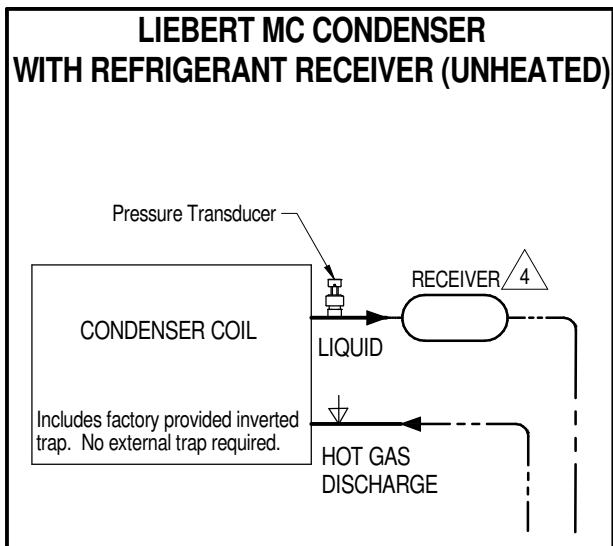 LIEBERT MC CONDENSER
WITH REFRIGERANT RECEIVER (UNHEATED)
Pressure Transducer
RECEIVER
4
CONDENSER COIL
LIQUID
Includes factory provided inverted
trap. No external trap required.
HOT GAS
DISCHARGE